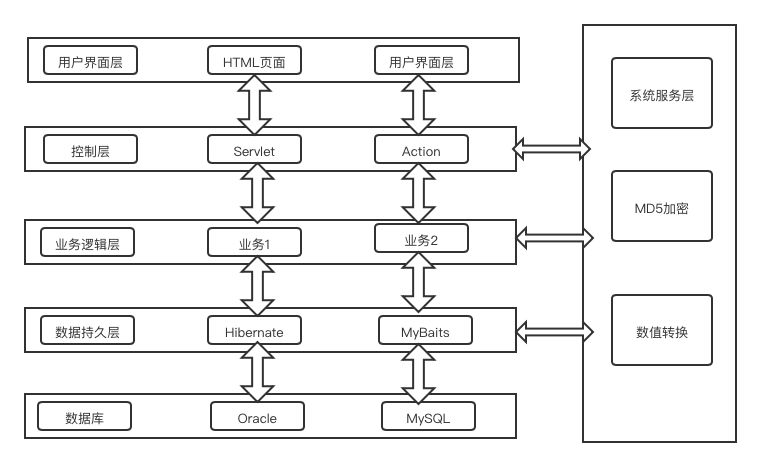 用户界面层
HTML页面
用户界面层
系统服务层
控制层
Servlet
Action
MD5加密
业务逻辑层
业务1
业务2
数据持久层
Hibernate
MyBaits
数值转换
数据库
Oracle
MySQL